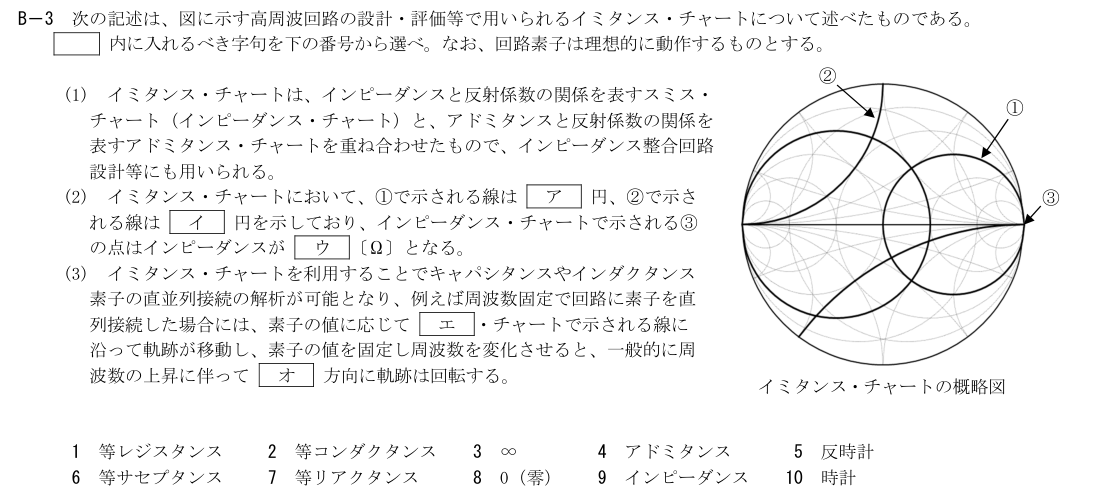 B－3 次の記述は、図に示す高周波回路の設計・評価等で用いられるイミタンス・チャートについて述べたものである。
内に入れるべき字句を下の番号から選べ。なお、回路素子は理想的に動作するものとする。
(1) イミタンス・チャートは、インピーダンスと反射係数の関係を表すスミス・
チャート（インピーダンス・チャート）と、アドミタンスと反射係数の関係を
表すアドミタンス・チャートを重ね合わせたもので、インピーダンス整合回路
設計等にも用いられる。
(2) イミタンス・チャートにおいて、①で示される線は ア 円、②で示さ
れる線は イ 円を示しており、インピーダンス・チャートで示される③
の点はインピーダンスが ウ 〔Ω〕となる。
(3) イミタンス・チャートを利用することでキャパシタンスやインダクタンス
素子の直並列接続の解析が可能となり、例えば周波数固定で回路に素子を直
列接続した場合には、素子の値に応じて エ ・チャートで示される線に
沿って軌跡が移動し、素子の値を固定し周波数を変化させると、一般的に周
波数の上昇に伴って オ 方向に軌跡は回転する。
②
①
③
イミタンス・チャートの概略図
1 等レジスタンス 2 等コンダクタンス 3 ∞ 4 アドミタンス 5 反時計
6 等サセプタンス 7 等リアクタンス 8 0（零） 9 インピーダンス 10 時計